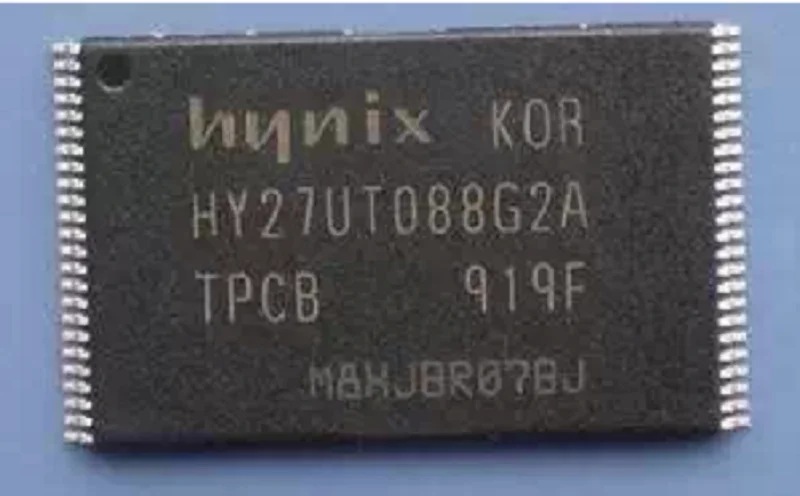 hynix KOR
HY27UT088G2A
TPCB 919F
M8XJBR07BJ